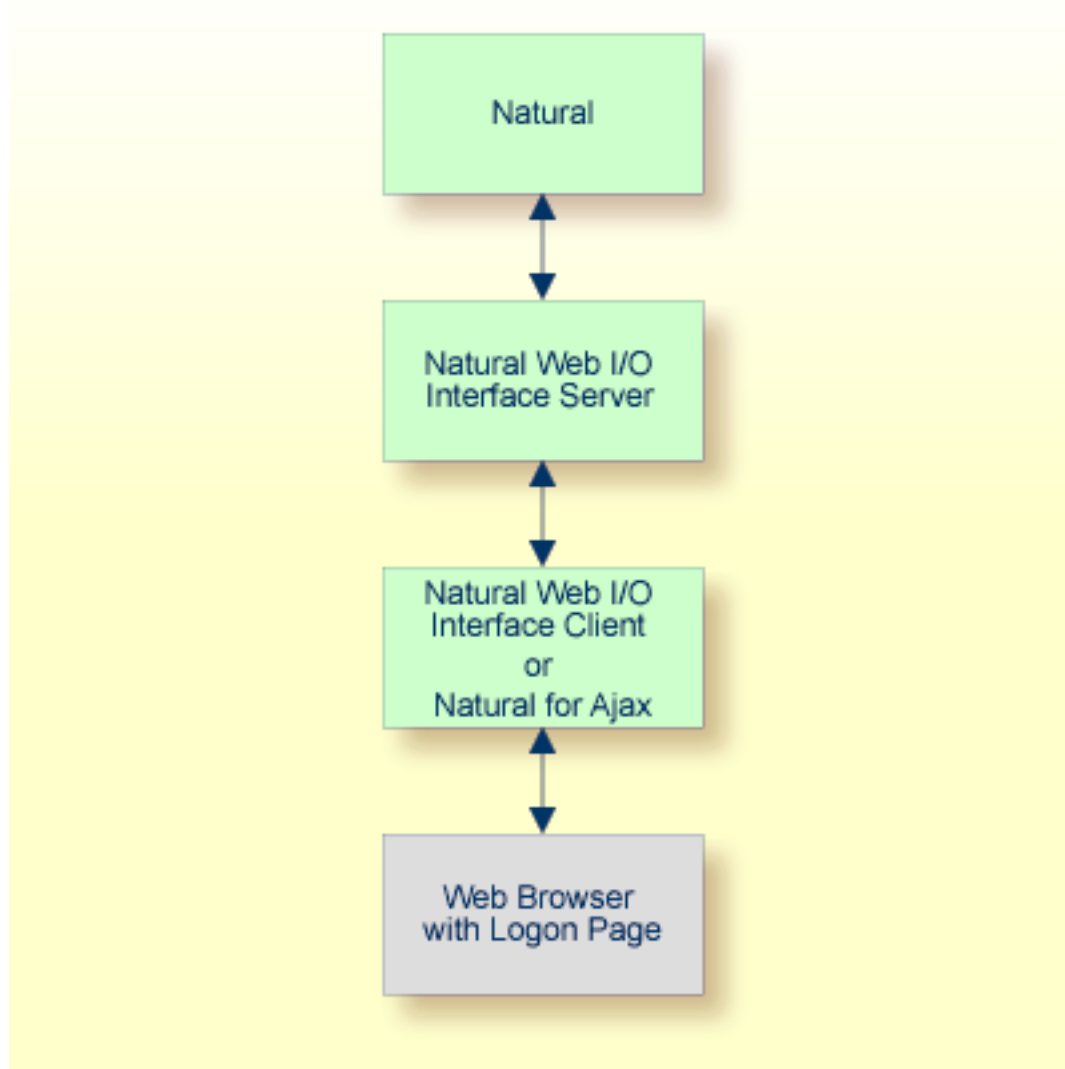 Natural
Natural Web I/O
Interface Server
Natural Web I/O
Interface Client
or
Natural for Ajax
Web Browser
with Logon Page